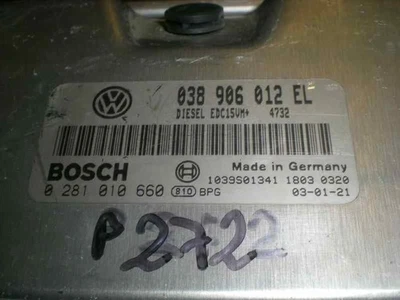 038 906 012 EL
DIESEL EDC15VM+ 4732
BOSCH Made in Germany
1039S01341 1803 0320
0 281 010 660 810 BPG 03-01-21
P 2722